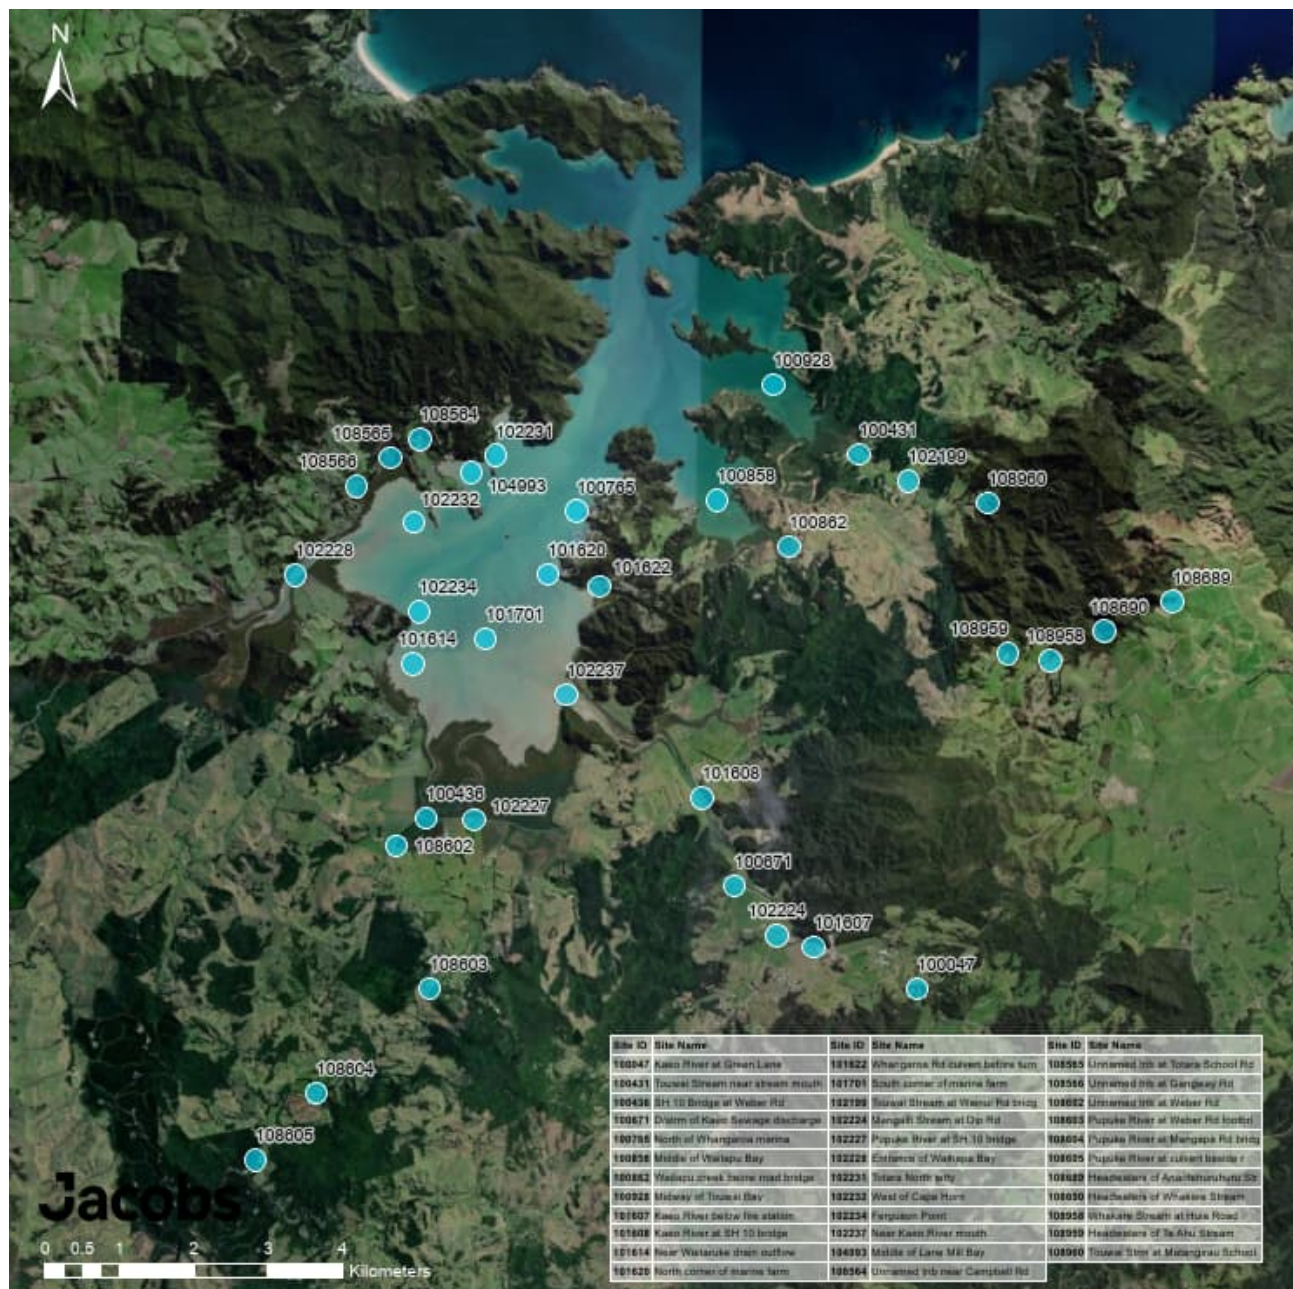 N
100928
108564
108565
102231
100431
108566
104993
102199
102232
100765
100858
108960
100862
102228
101620
101622
102234
108689
101701
108690
101614
108959
108958
102237
101608
100436
102227
108602
100671
102224
101607
108603
100047
108604
108605
Jacobs
0 0.5 1 2 3 4
Kilometers
Site ID Site Name Site ID Site Name Site ID Site Name
100047 Kaeo River at Green Lane 101622 Whangaroa Rd culvert before turn 108565 Unnamed trib at Totara School Rd
100431 Touwai Stream near stream mouth 101701 South corner of marine farm 108566 Unnamed trib at Gangway Rd
100436 SH 10 Bridge at Weber Rd 102199 Touwai Stream at Wainui Rd bridg 108602 Unnamed trib at Weber Rd
100671 D/strm of Kaeo Sewage discharge 102224 Stream at Dip Rd 108603 Pupuke River at Weber Rd
100765 North of Whangaroa marina 102227 Pupuke River at SH 10 bridge 108604 Pupuke River at Mangapa Rd bridg
100858 Middle of Waitapu Bay 102228 Entrance of Waihapa Bay 108605 Pupuke River at culvert beside r
100862 Waitapu creek below road bridge 102231 Totara North jetty 108689 Headwaters of
100928 Midway of Touwai Bay 102232 West of Cape Horn 108690 Headwaters of Whakere Stream
101607 Kaeo River below fire station 102234 Ferguson Point 108958 Whakare Stream at Huia Road
101608 Kaeo River at SH 10 bridge 102237 Near Kaeo River mouth 108959 Headwaters of Te Ahu Stream
101614 Near Waitaruke drain outflow 104993 Middle of Lane Mill Bay 108960 Touwai Strm at Matangirau School
101620 North corner of marine farm 108564 Unnamed trib near Campbell Rd